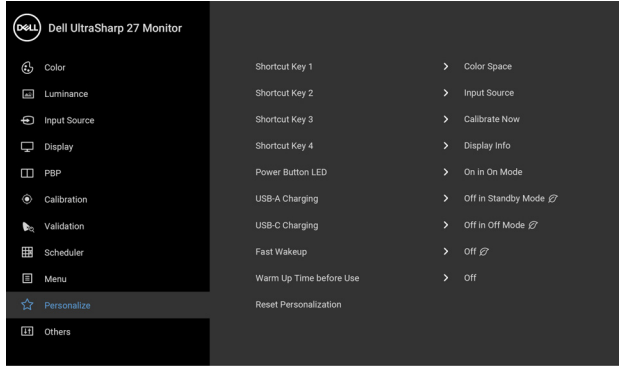 DELL Dell UltraSharp 27 Monitor
Color
Luminance
Input Source
Display
PBP
Calibration
Validation
Scheduler
Menu
Personalize
Others
Shortcut Key 1 > Color Space
Shortcut Key 2 > Input Source
Shortcut Key 3 > Calibrate Now
Shortcut Key 4 > Display Info
Power Button LED > On in On Mode
USB-A Charging > Off in Standby Mode
USB-C Charging > Off in Off Mode
Fast Wakeup > Off
Warm Up Time before Use > Off
Reset Personalization